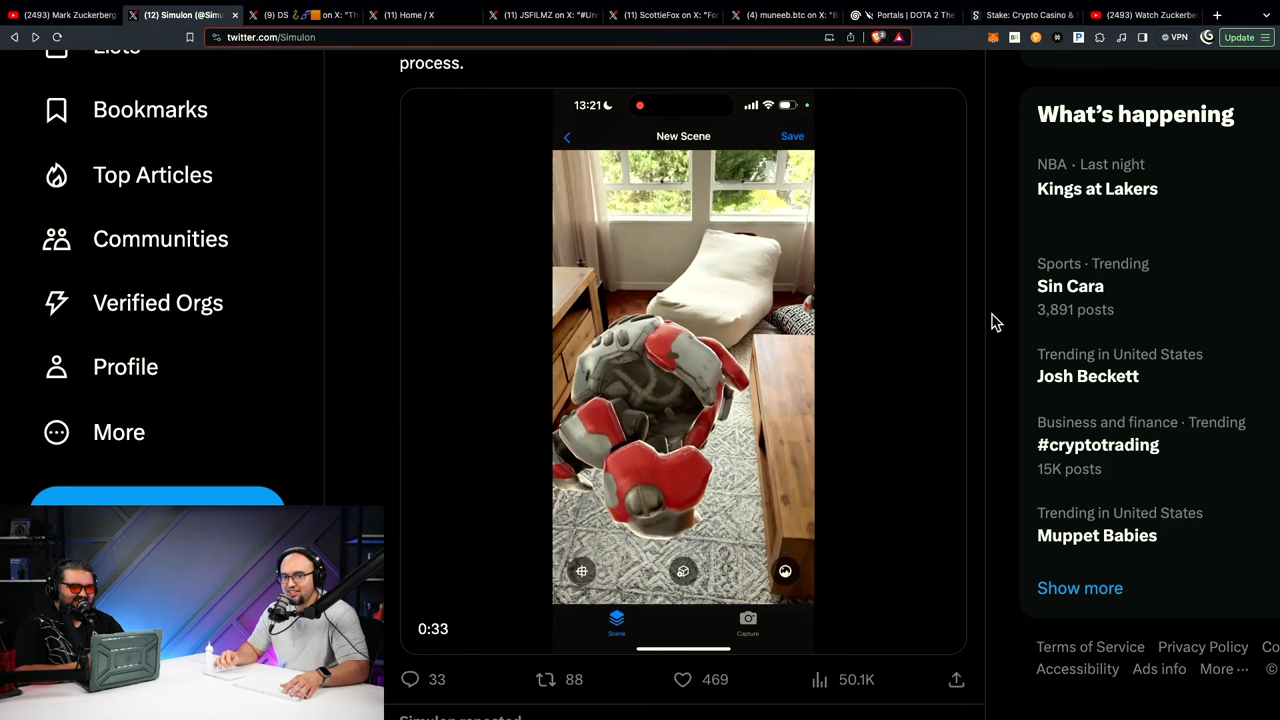 (2493) Mark Zuckerberg
(12) Simulon (@Simu
(9) DS on X: "Th
(11) Home / X
(11) JSFILMZ on X: "#Un
(11) ScottieFox on X: "Fo
(4) muneeb.btc on X: "B
Portals | DOTA 2 The
Stake: Crypto Casino &
(2493) Watch Zuckerbe
twitter.com/Simulon
VPN
Update
Lists
Bookmarks
Top Articles
Communities
Verified Orgs
Profile
More
process.
13:21
New Scene
Save
Scene
Capture
0:33
33
88
469
50.1K
Simulon reposted
What's happening
NBA · Last night
Kings at Lakers
Sports · Trending
Sin Cara
3,891 posts
Trending in United States
Josh Beckett
Business and finance · Trending
#cryptotrading
15K posts
Trending in United States
Muppet Babies
Show more
Terms of Service Privacy Policy Co
Accessibility Ads info More ··· ©